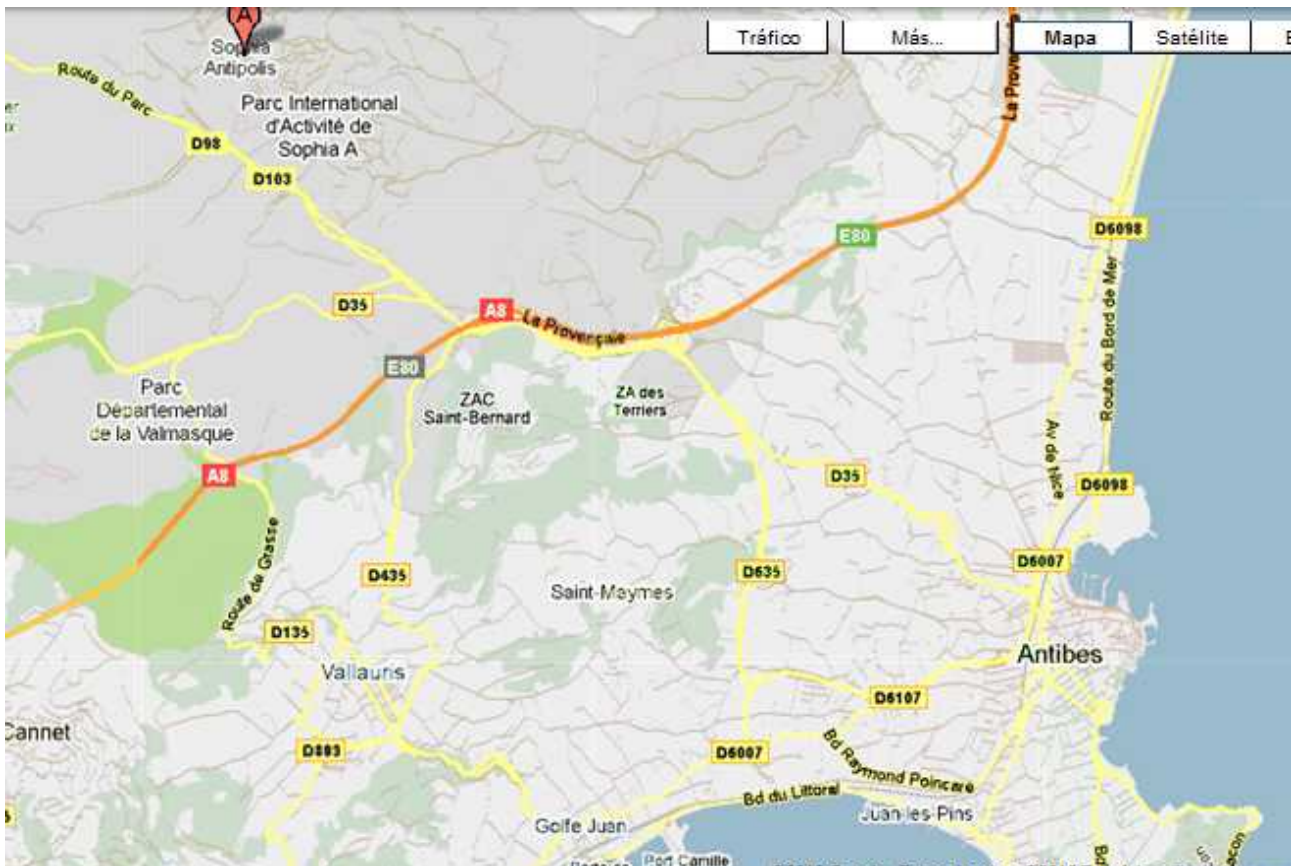 A
Tráfico
Más...
Mapa
Satélite
Sophia
Antipolis
Route du Parc
Parc International
d'Activité de
Sophia A
La Proven
D98
D103
D6098
E80
D35
A8
La Provençale
Route du Bord de Mer
E80
Parc
Départemental
de la Valmasque
ZAC
Saint-Bernard
ZA des
Terriers
Av de Nice
A8
D35
D6098
Route de Grasse
D435
D635
D6007
Saint-Maymes
D135
Antibes
Vallauris
D6107
Cannet
D803
D6007
Bd Raymond Poincaré
Bd du Littoral
Juan-les-Pins
Golfe Juan
Port Camille
Bd